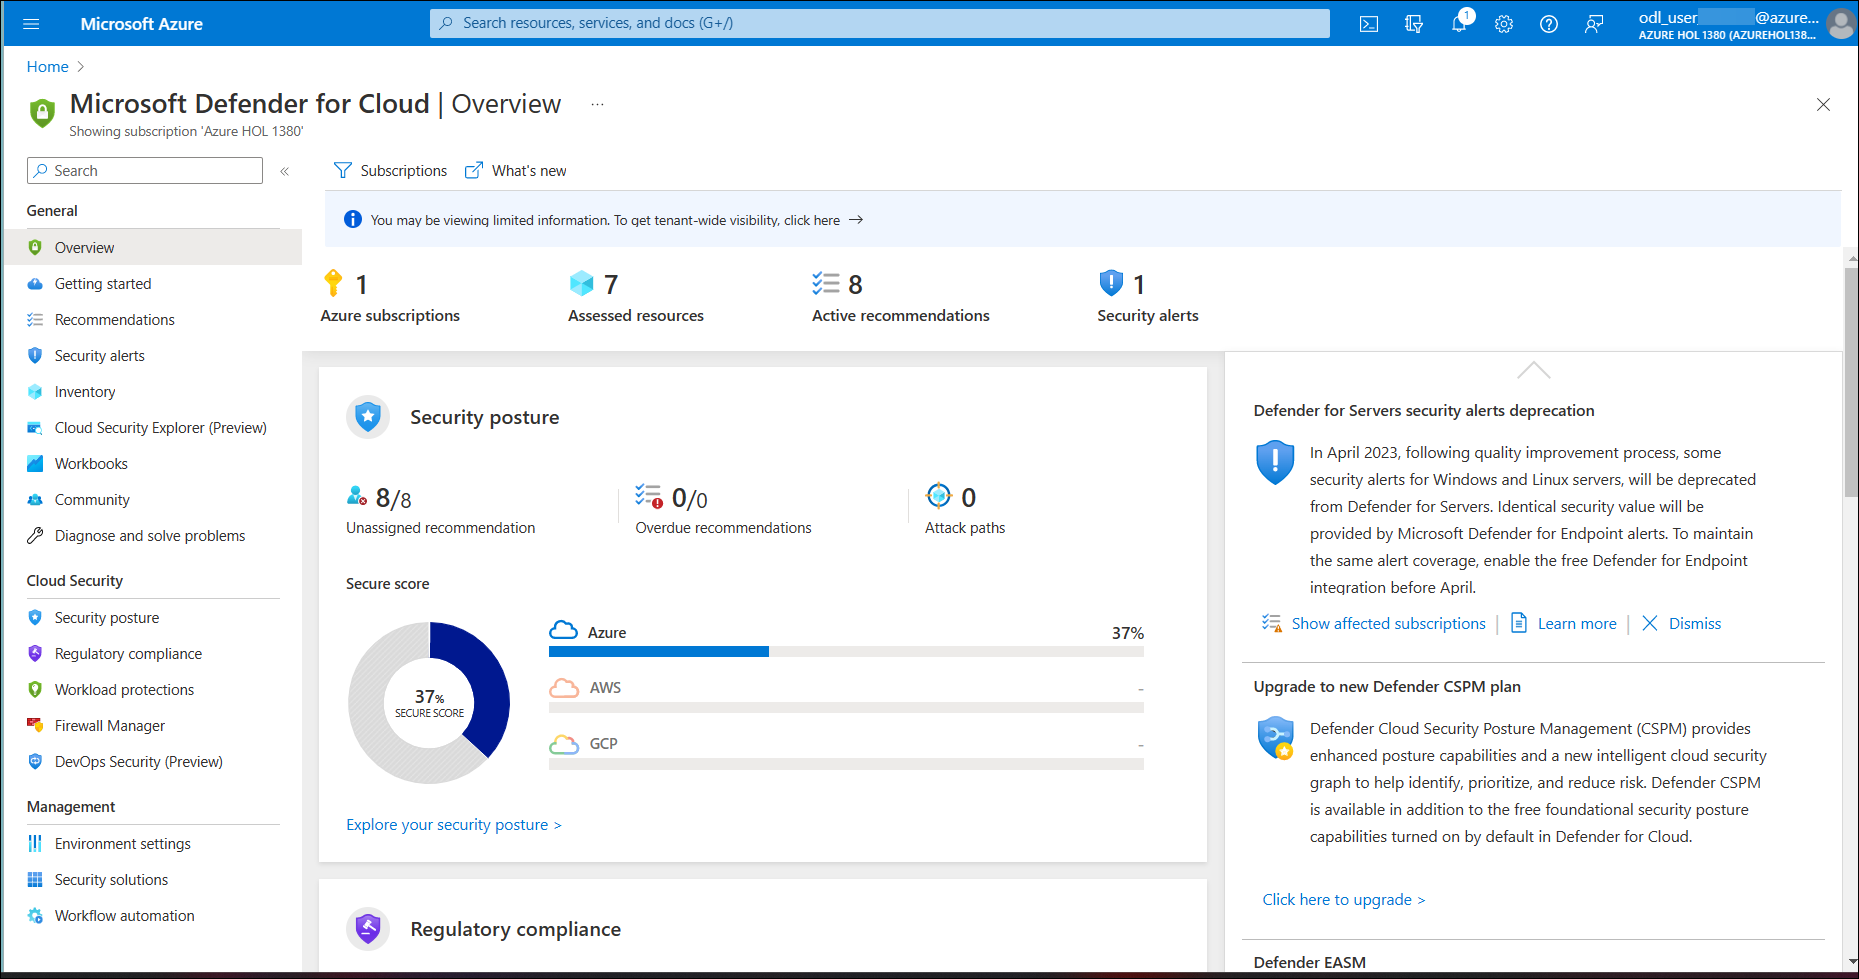 Microsoft Azure
Search resources, services, and docs (G+/)
1
odl_user_ @azure...
AZURE HOL 1380 (AZUREHOL138...
Home
Microsoft Defender for Cloud | Overview ...
Showing subscription 'Azure HOL 1380'
Search
«
General
Overview
Getting started
Recommendations
Security alerts
Inventory
Cloud Security Explorer (Preview)
Workbooks
Community
Diagnose and solve problems
Cloud Security
Security posture
Regulatory compliance
Workload protections
Firewall Manager
DevOps Security (Preview)
Management
Environment settings
Security solutions
Workflow automation
Subscriptions
What's new
You may be viewing limited information. To get tenant-wide visibility, click here →
1
Azure subscriptions
7
Assessed resources
8
Active recommendations
1
Security alerts
Security posture
8/8
Unassigned recommendation
0/0
Overdue recommendations
0
Attack paths
Secure score
37%
SECURE SCORE
Azure 37%
AWS -
GCP -
Explore your security posture >
Regulatory compliance
Defender for Servers security alerts deprecation
In April 2023, following quality improvement process, some
security alerts for Windows and Linux servers, will be deprecated
from Defender for Servers. Identical security value will be
provided by Microsoft Defender for Endpoint alerts. To maintain
the same alert coverage, enable the free Defender for Endpoint
integration before April.
Show affected subscriptions | Learn more | Dismiss
Upgrade to new Defender CSPM plan
Defender Cloud Security Posture Management (CSPM) provides
enhanced posture capabilities and a new intelligent cloud security
graph to help identify, prioritize, and reduce risk. Defender CSPM
is available in addition to the free foundational security posture
capabilities turned on by default in Defender for Cloud.
Click here to upgrade >
Defender EASM